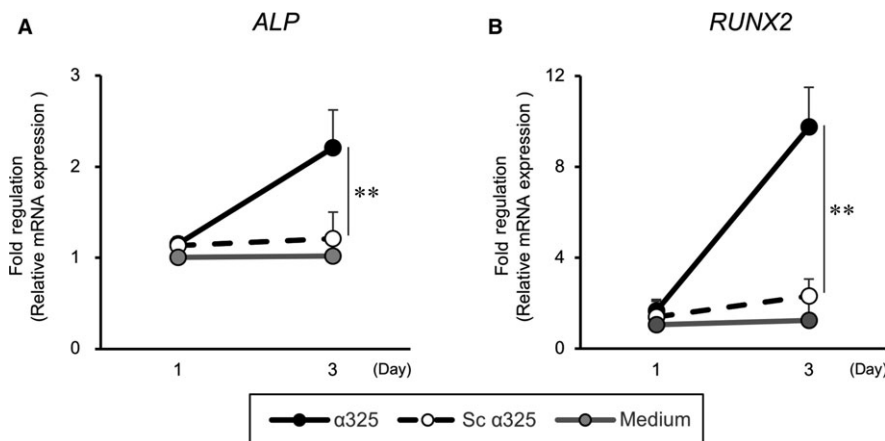 A
ALP
Fold regulation
(Relative mRNA expression )
3
2
1
0
**
1
3
(Day)
B
RUNX2
Fold regulation
(Relative mRNA expression )
12
8
4
0
**
1
3
(Day)
α325
Sc α325
Medium